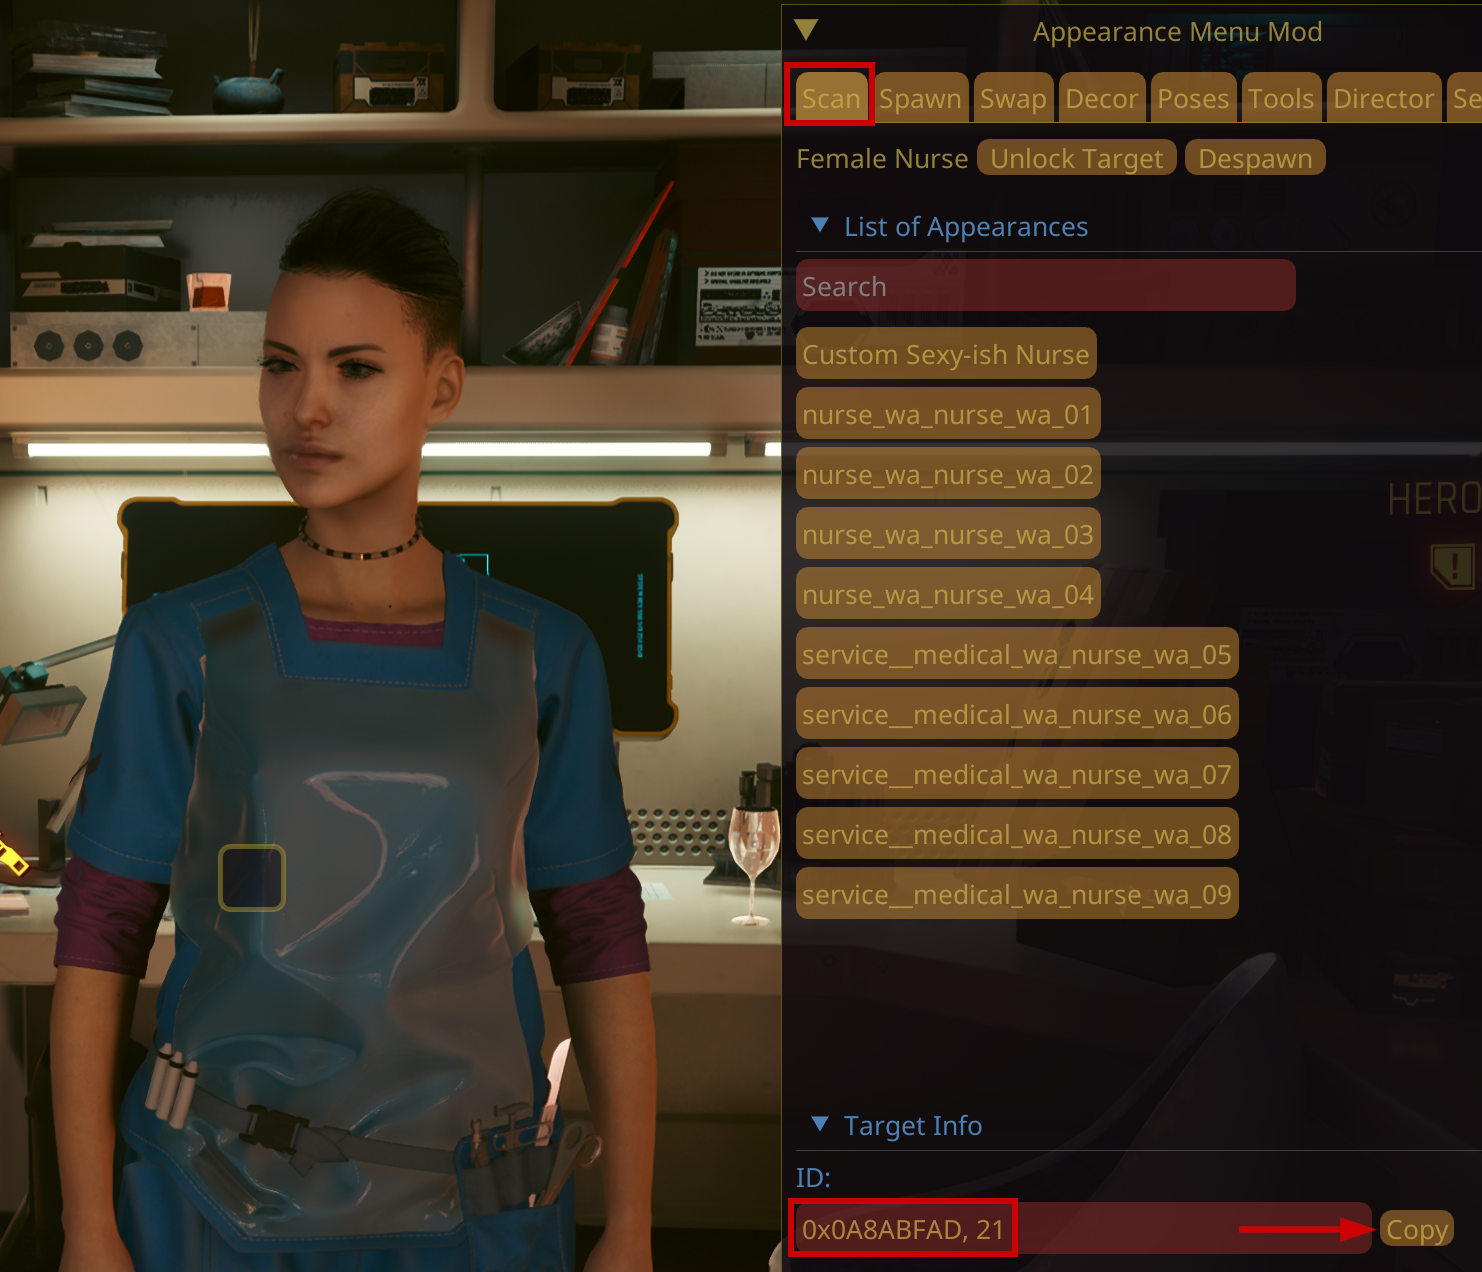 Appearance Menu Mod
Scan Spawn Swap Decor Poses Tools Director Se
Female Nurse Unlock Target Despawn
List of Appearances
Search
Custom Sexy-ish Nurse
nurse_wa_nurse_wa_01
nurse_wa_nurse_wa_02
HERO
nurse_wa_nurse_wa_03
nurse_wa_nurse_wa_04
service__medical_wa_nurse_wa_05
service__medical_wa_nurse_wa_06
service__medical_wa_nurse_wa_07
service__medical_wa_nurse_wa_08
service__medical_wa_nurse_wa_09
Target Info
ID:
0x0A8ABFAD, 21 Copy